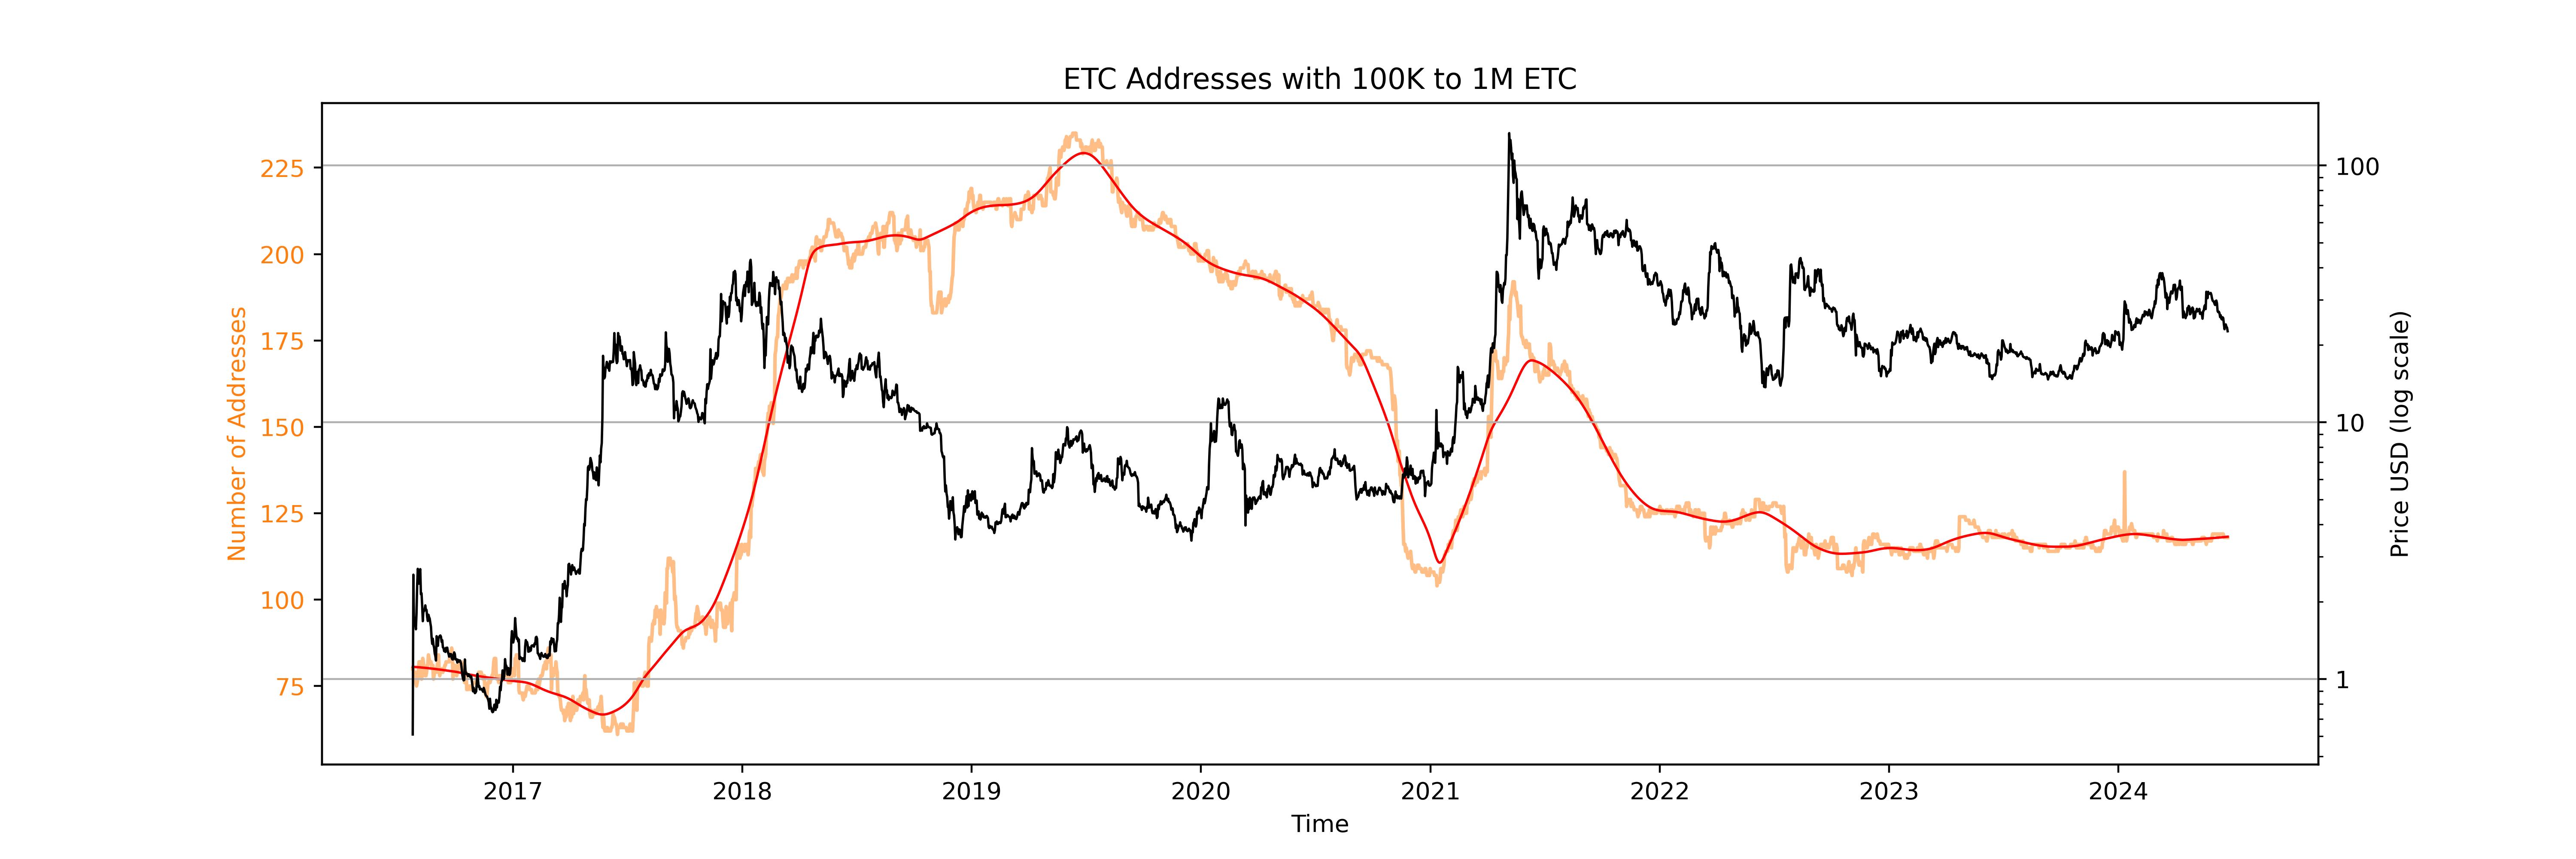 ETC Addresses with 100K to 1M ETC
Number of Addresses
225
200
175
150
125
100
75
100
10
1
Price USD (log scale)
2017 2018 2019 2020 2021 2022 2023 2024
Time